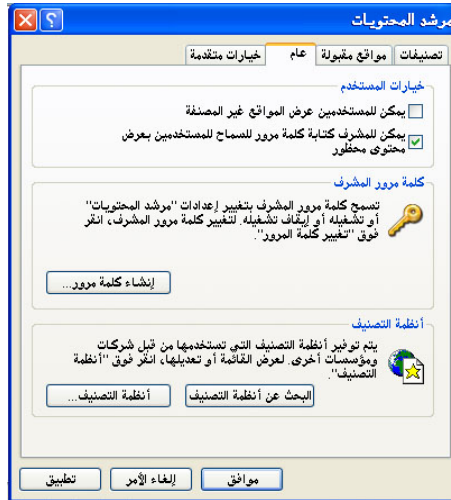 مرشد المحتويات
تصنيفات
مواقع مقبولة
عام
خيارات متقدمة
خيارات المستخدم
يمكن للمستخدمين عرض المواقع غير المصنفة
يمكن للمشرف كتابة كلمة مرور للسماح للمستخدمين بعرض
محتوى محظور
كلمة مرور المشرف
تسمح كلمة مرور المشرف بتغيير إعدادات "مرشد المحتويات"
أو تشغيله أو إيقاف تشغيله. لتغيير كلمة مرور المشرف، انقر
فوق "تغيير كلمة المرور".
إنشاء كلمة مرور...
أنظمة التصنيف
يتم توفير أنظمة التصنيف التي تستخدمها من قبل شركات
ومؤسسات أخرى. لعرض القائمة أو تعديلها، انقر فوق "أنظمة
التصنيف".
البحث عن أنظمة التصنيف
أنظمة التصنيف...
موافق
إلغاء الأمر
تطبيق